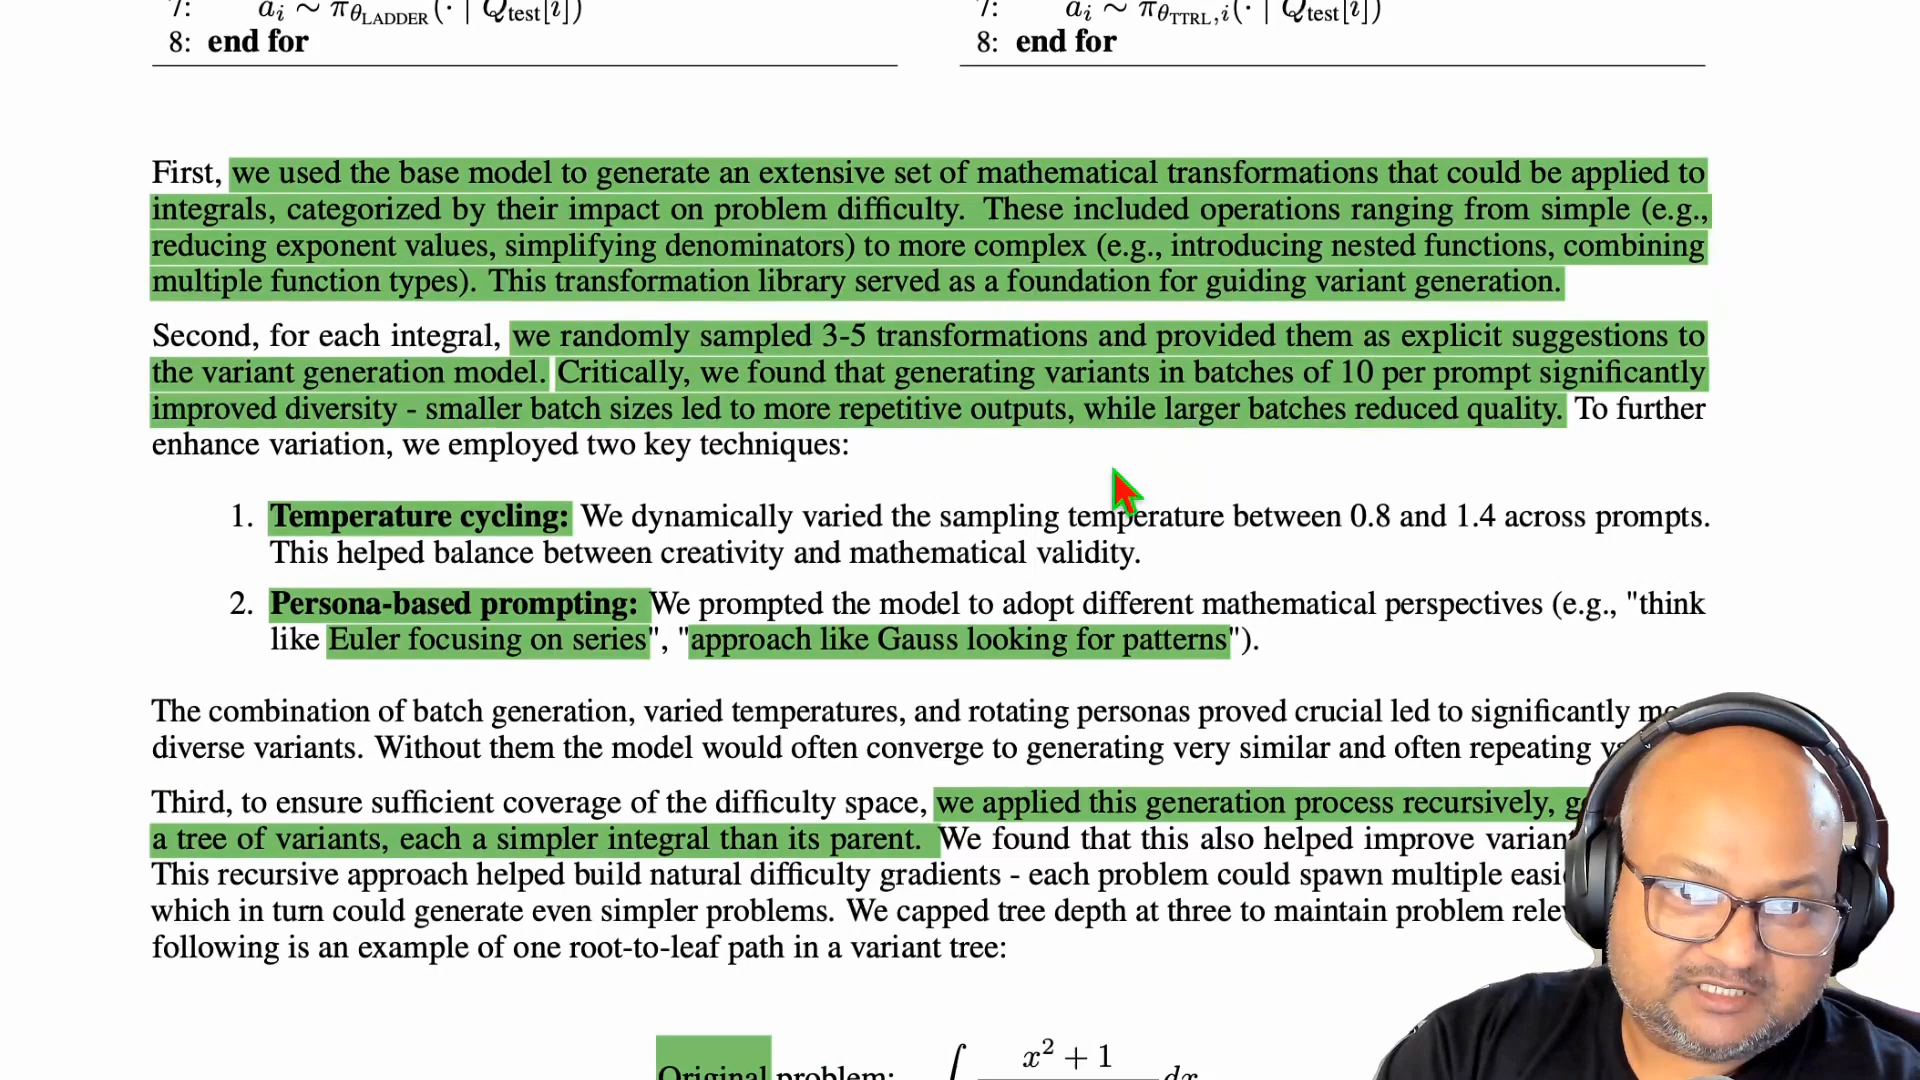 7: a_i ∼ π_θ_LADDER(· | Q_test[i])
8: end for
7: a_i ∼ π_θ_TTRL,i(· | Q_test[i])
8: end for
First, we used the base model to generate an extensive set of mathematical transformations that could be applied to
integrals, categorized by their impact on problem difficulty. These included operations ranging from simple (e.g.,
reducing exponent values, simplifying denominators) to more complex (e.g., introducing nested functions, combining
multiple function types). This transformation library served as a foundation for guiding variant generation.
Second, for each integral, we randomly sampled 3-5 transformations and provided them as explicit suggestions to
the variant generation model. Critically, we found that generating variants in batches of 10 per prompt significantly
improved diversity - smaller batch sizes led to more repetitive outputs, while larger batches reduced quality. To further
enhance variation, we employed two key techniques:
1. Temperature cycling: We dynamically varied the sampling temperature between 0.8 and 1.4 across prompts.
This helped balance between creativity and mathematical validity.
2. Persona-based prompting: We prompted the model to adopt different mathematical perspectives (e.g., "think
like Euler focusing on series", "approach like Gauss looking for patterns").
The combination of batch generation, varied temperatures, and rotating personas proved crucial led to significantly
diverse variants. Without them the model would often converge to generating very similar and often repeating
Third, to ensure sufficient coverage of the difficulty space, we applied this generation process recursively,
a tree of variants, each a simpler integral than its parent. We found that this also helped improve
This recursive approach helped build natural difficulty gradients - each problem could spawn multiple
which in turn could generate even simpler problems. We capped tree depth at three to maintain problem
following is an example of one root-to-leaf path in a variant tree:
Original problem: ∫ x² + 1 dx